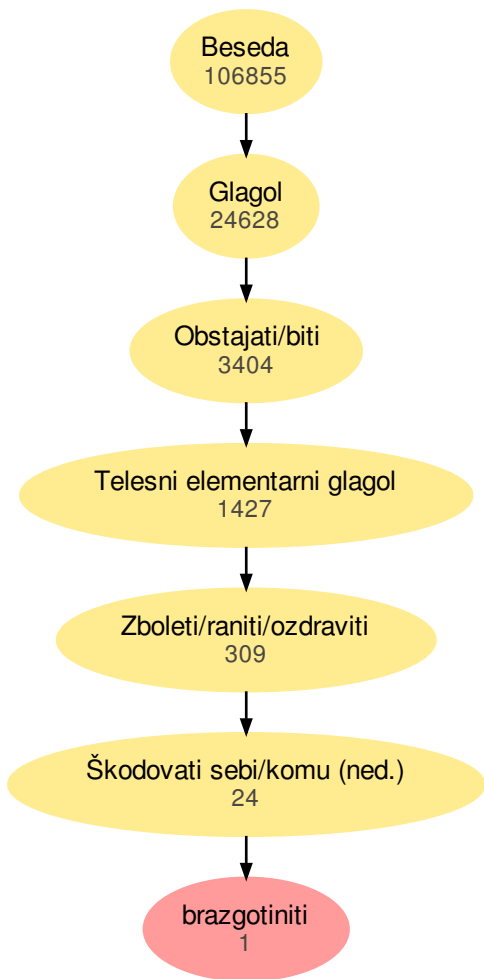 Beseda
106855
Glagol
24628
Obstajati/biti
3404
Telesni elementarni glagol
1427
Zboleti/raniti/ozdraviti
309
Škodovati sebi/komu (ned.)
24
brazgotiniti
1